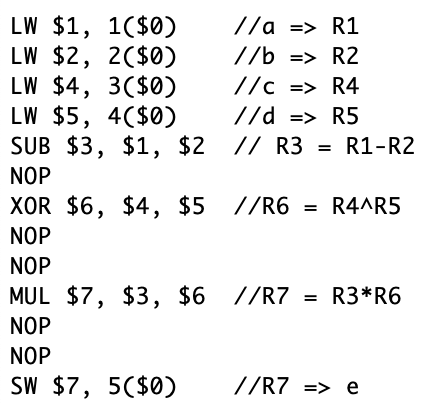 LW $1, 1($0) //a => R1
LW $2, 2($0) //b => R2
LW $4, 3($0) //c => R4
LW $5, 4($0) //d => R5
SUB $3, $1, $2 // R3 = R1-R2
NOP
XOR $6, $4, $5 //R6 = R4^R5
NOP
NOP
MUL $7, $3, $6 //R7 = R3*R6
NOP
NOP
SW $7, 5($0) //R7 => e